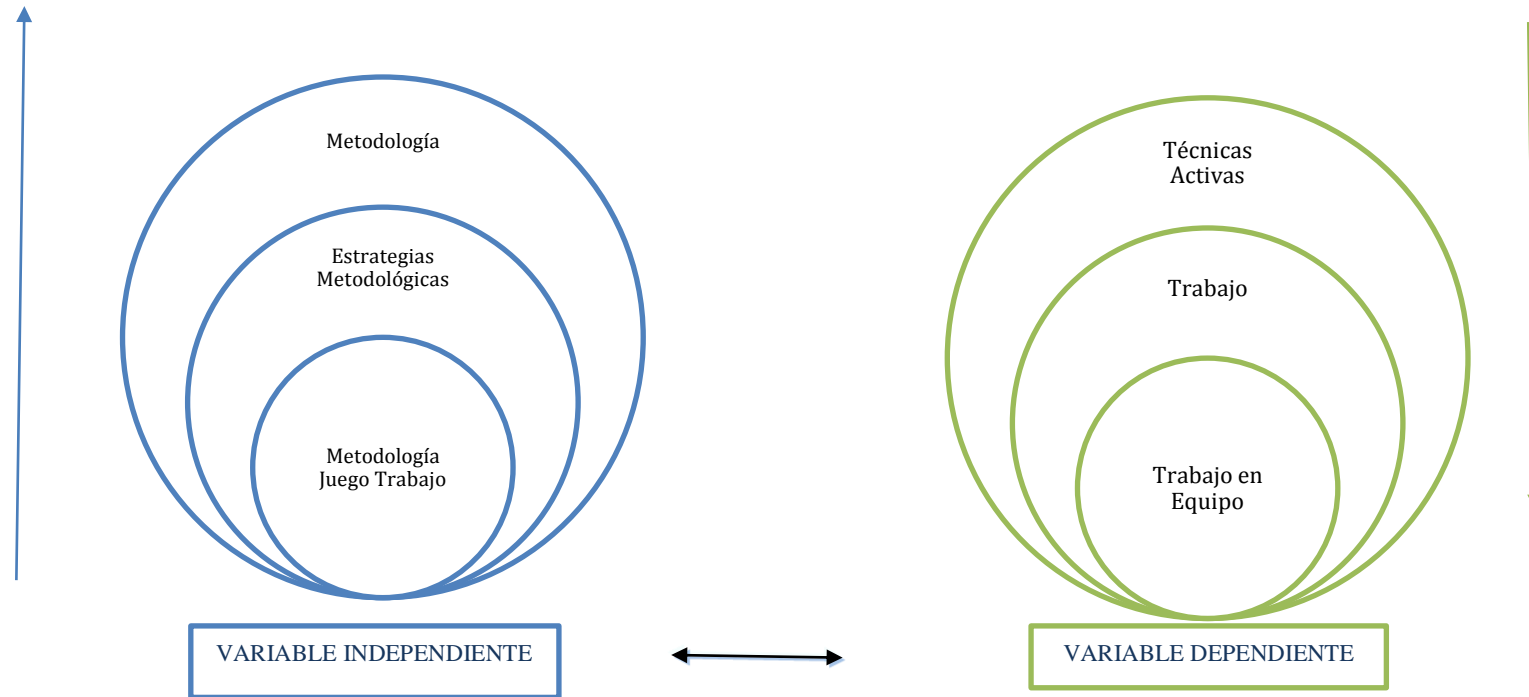 Metodología
Estrategias
Metodológicas
Metodología
Juego Trabajo
VARIABLE INDEPENDIENTE
Técnicas
Activas
Trabajo
Trabajo en
Equipo
VARIABLE DEPENDIENTE